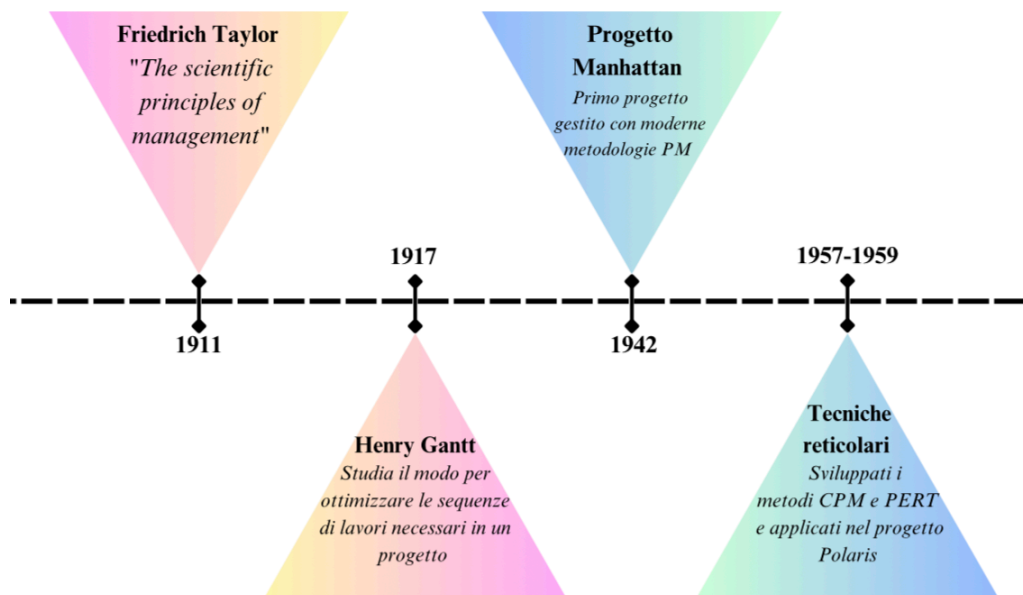 Friedrich Taylor
"The scientific
principles of
management"
1911
1917
Henry Gantt
Studia il modo per
ottimizzare le sequenze
di lavori necessari in un
progetto
Progetto
Manhattan
Primo progetto
gestito con moderne
metodologie PM
1942
1957-1959
Tecniche
reticolari
Sviluppati i
metodi CPM e PERT
e applicati nel progetto
Polaris